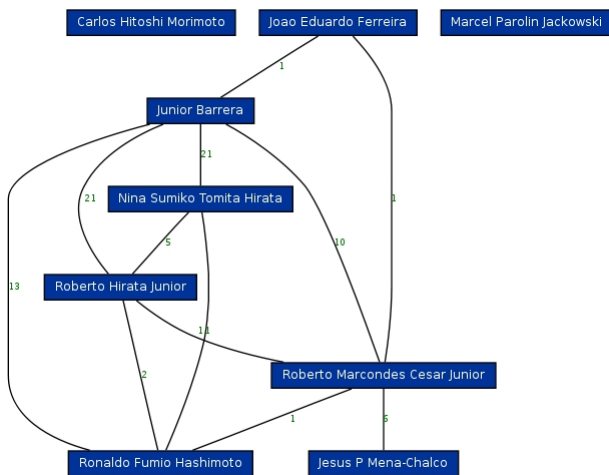 Carlos Hitoshi Morimoto
Joao Eduardo Ferreira
Marcel Parolin Jackowski
1
Junior Barrera
21
Nina Sumiko Tomita Hirata
21
1
5
10
Roberto Hirata Junior
13
11
2
Roberto Marcondes Cesar Junior
1
6
Ronaldo Fumio Hashimoto
Jesus P Mena-Chalco